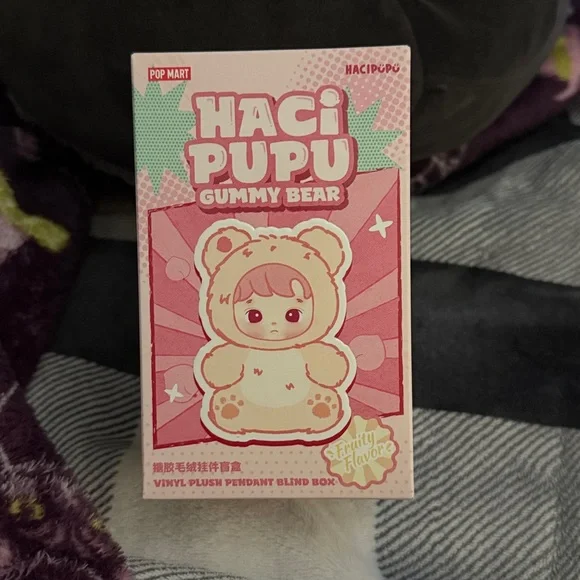 POP MART
HACIPUPU
HACI
PUPU
GUMMY BEAR
Fruity
Flavor
搪胶毛绒挂件盲盒
VINYL PLUSH PENDANT BLIND BOX